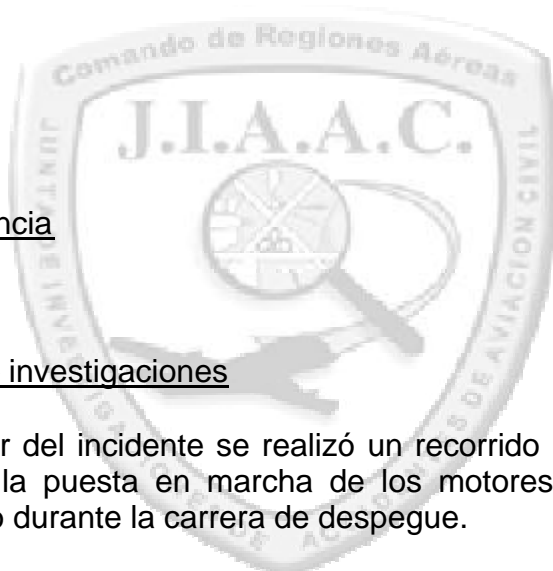 Comando de Regiones Aéreas
J.I.A.A.C.
ncia
investigaciones
r del incidente se realizó un recorrido
la puesta en marcha de los motores
o durante la carrera de despegue.